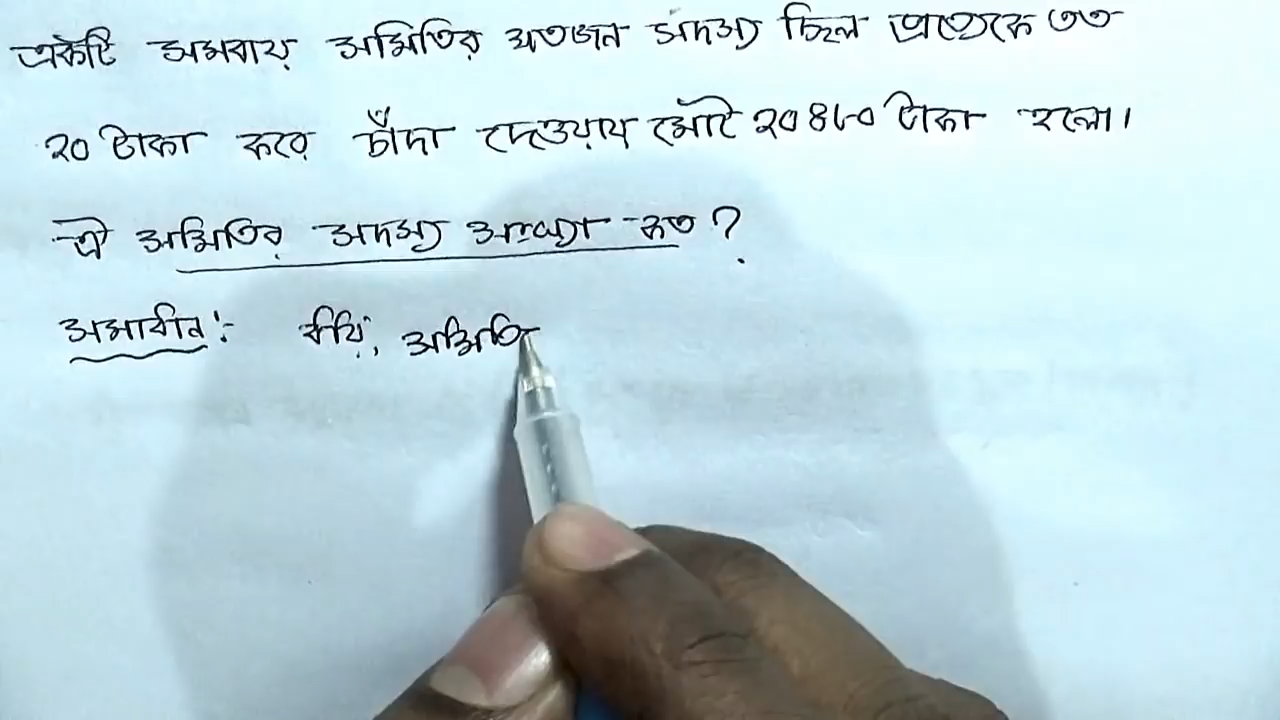 একটি সমবায় সমিতির যতজন সদস্য ছিল প্রত্যেকে তত
২০ টাকা করে চাঁদা দেওয়ায় মোট ২০৪৮০ টাকা হলো।
ঐ সমিতির সদস্য সংখ্যা কত?
সমাধান:- ধরি, সমিতি